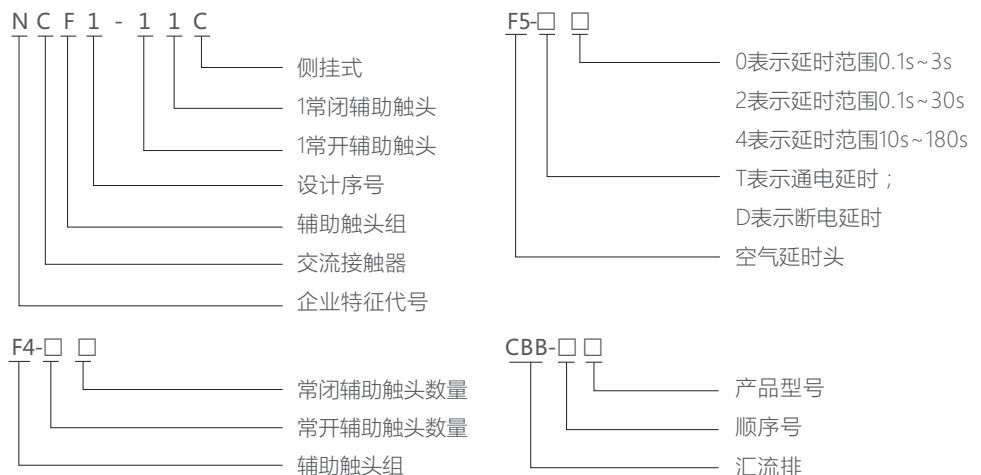 N C F 1 - 1 1 C
侧挂式
1常闭辅助触头
1常开辅助触头
设计序号
辅助触头组
交流接触器
企业特征代号
F5-□ □
0表示延时范围0.1s~3s
2表示延时范围0.1s~30s
4表示延时范围10s~180s
T表示通电延时；
D表示断电延时
空气延时头
F4-□ □
常闭辅助触头数量
常开辅助触头数量
辅助触头组
CBB-□ □
产品型号
顺序号
汇流排